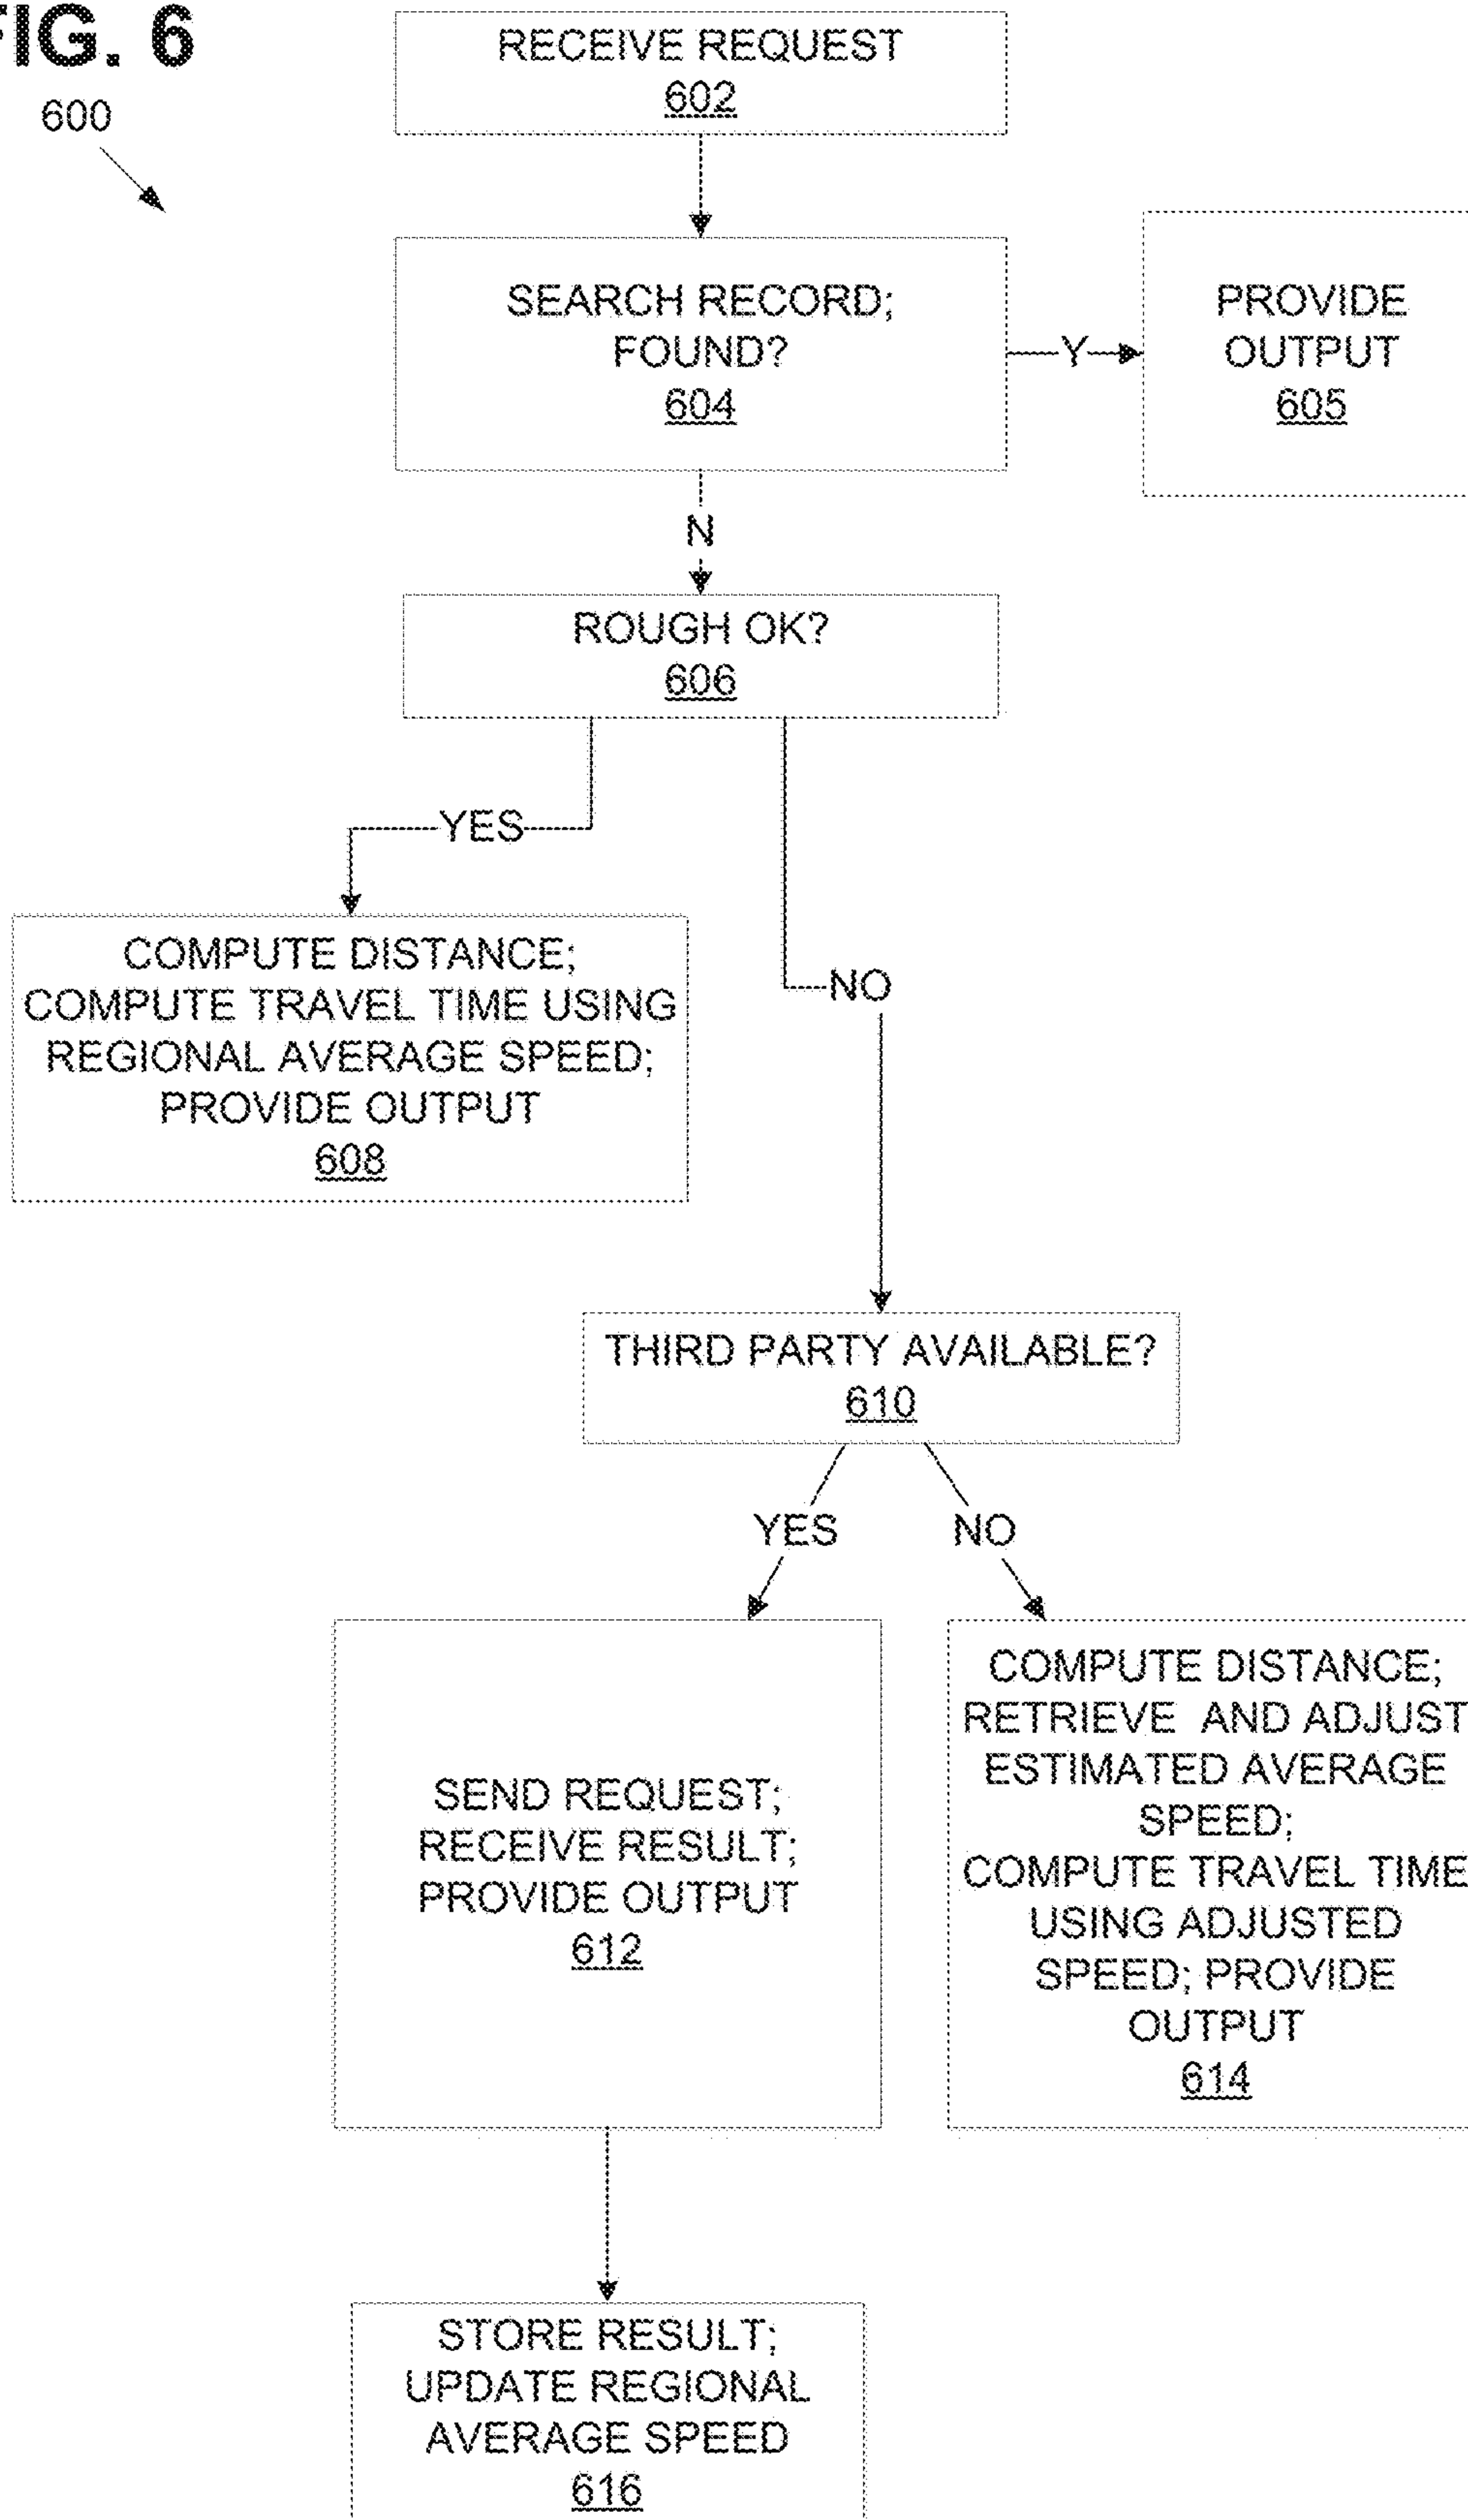 FIG. 6
600
RECEIVE REQUEST
602
SEARCH RECORD;
FOUND?
604
Y
PROVIDE
OUTPUT
605
N
ROUGH OK?
606
YES
NO
COMPUTE DISTANCE;
COMPUTE TRAVEL TIME USING
REGIONAL AVERAGE SPEED;
PROVIDE OUTPUT
608
THIRD PARTY AVAILABLE?
610
YES
NO
SEND REQUEST;
RECEIVE RESULT;
PROVIDE OUTPUT
612
COMPUTE DISTANCE;
RETRIEVE AND ADJUST
ESTIMATED AVERAGE
SPEED;
COMPUTE TRAVEL TIME
USING ADJUSTED
SPEED; PROVIDE
OUTPUT
614
STORE RESULT;
UPDATE REGIONAL
AVERAGE SPEED
616